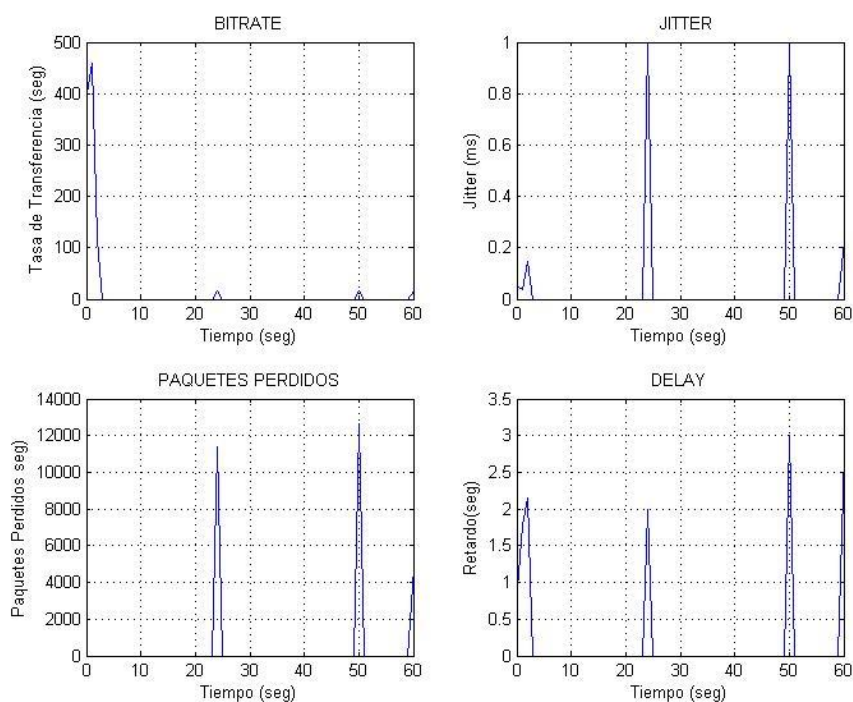 BITRATE
Tasa de Transferencia (seg)
500
400
300
200
100
0
0 10 20 30 40 50 60
Tiempo (seg)
JITTER
Jitter (ms)
1
0.8
0.6
0.4
0.2
0
0 10 20 30 40 50 60
Tiempo (seg)
PAQUETES PERDIDOS
Paquetes Perdidos seg)
14000
12000
10000
8000
6000
4000
2000
0
0 10 20 30 40 50 60
Tiempo (seg)
DELAY
Retardo(seg)
3.5
3
2.5
2
1.5
1
0.5
0
0 10 20 30 40 50 60
Tiempo (seg)